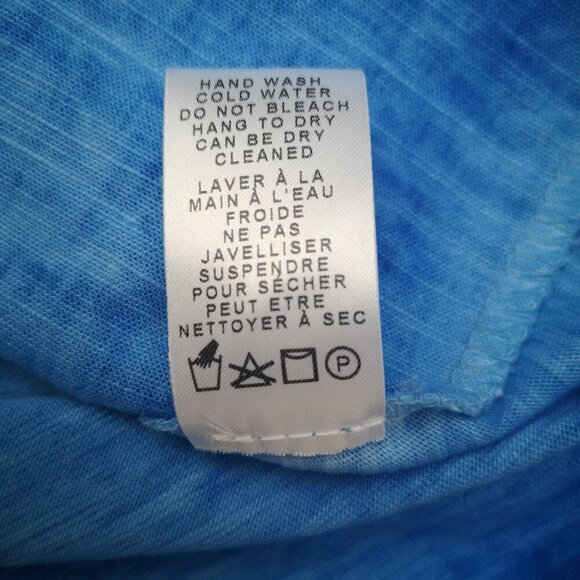 HAND WASH
COLD WATER
DO NOT BLEACH
HANG TO DRY
CAN BE DRY
CLEANED
LAVER À LA
MAIN À L'EAU
FROIDE
NE PAS
JAVELLISER
SUSPENDRE
POUR SÈCHER
PEUT ETRE
NETTOYER À SEC
P